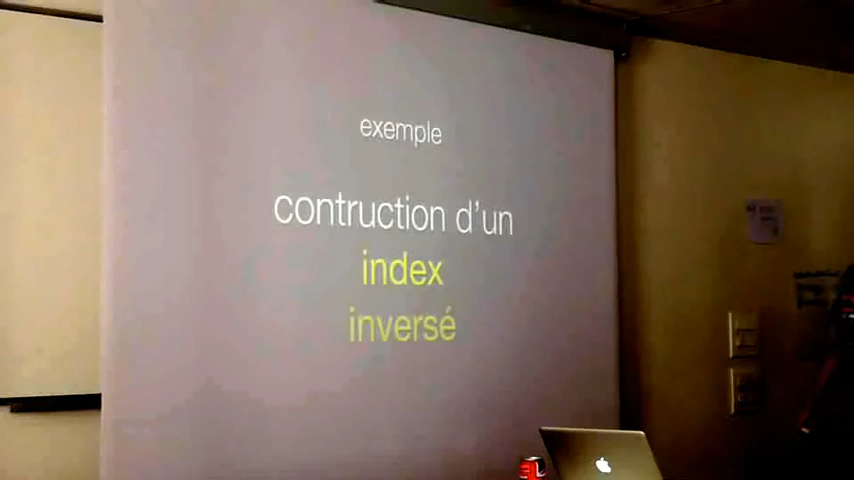 exemple
contruction d'un
index
inversé